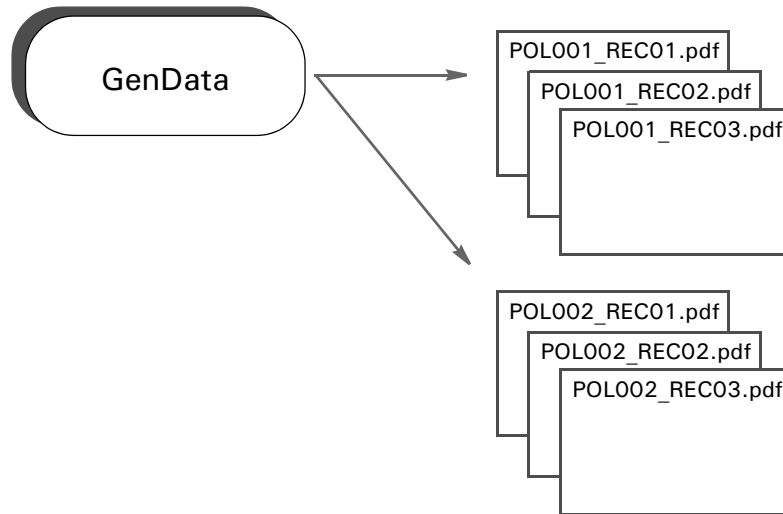 GenData
POL001_REC01.pdf
POL001_REC02.pdf
POL001_REC03.pdf
POL002_REC01.pdf
POL002_REC02.pdf
POL002_REC03.pdf